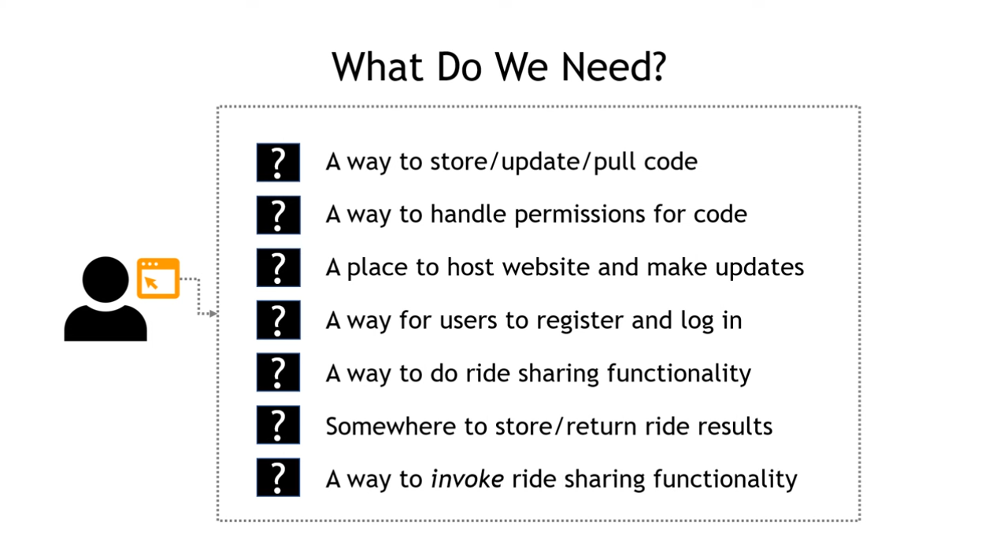 What Do We Need?
? A way to store/update/pull code
? A way to handle permissions for code
? A place to host website and make updates
? A way for users to register and log in
? A way to do ride sharing functionality
? Somewhere to store/return ride results
? A way to invoke ride sharing functionality